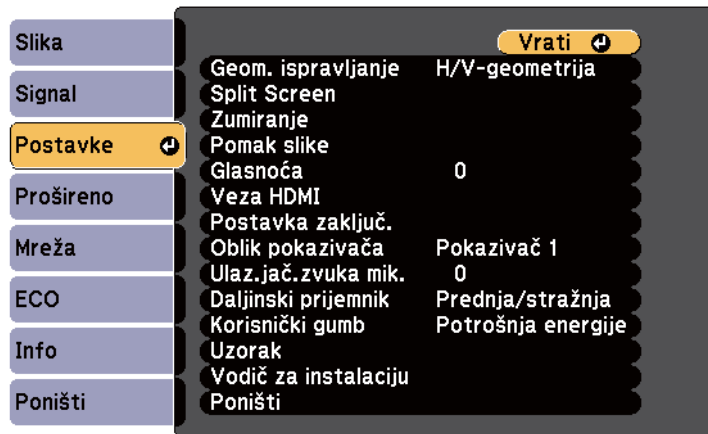 Slika
Signal
Postavke
Prošireno
Mreža
ECO
Info
Poništi
Vrati
Geom. ispravljanje H/V-geometrija
Split Screen
Zumiranje
Pomak slike
Glasnoća 0
Veza HDMI
Postavka zaključ.
Oblik pokazivača Pokazivač 1
Ulaz.jač.zvuka mik. 0
Daljinski prijemnik Prednja/stražnja
Korisnički gumb Potrošnja energije
Uzorak
Vodič za instalaciju
Poništi